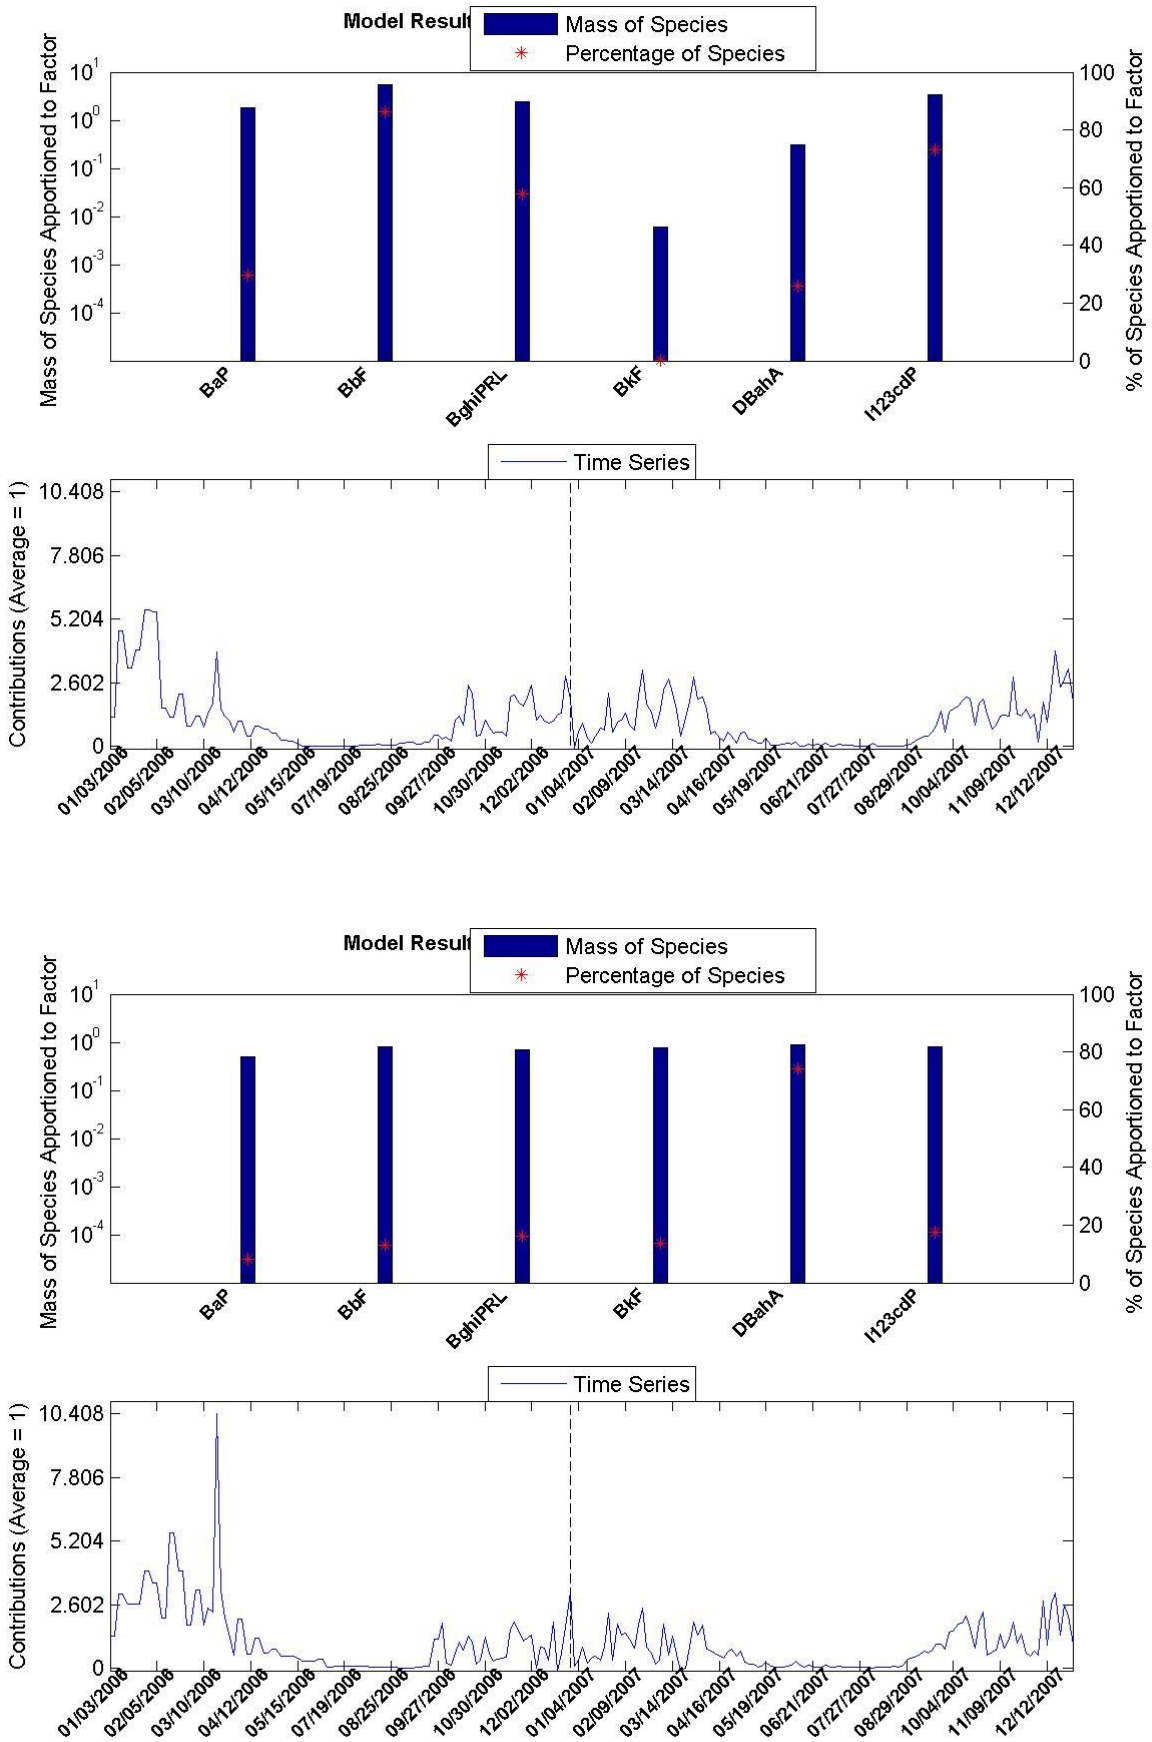 Model Result
Mass of Species
Percentage of Species
Mass of Species Apportioned to Factor
10^1
10^0
10^-1
10^-2
10^-3
10^-4
100
80
60
40
20
0
% of Species Apportioned to Factor
BaP
BbF
BghiPRL
BkF
DBahA
I123cdP
Time Series
Contributions (Average = 1)
10.408
7.806
5.204
2.602
0
01/03/2006
02/05/2006
03/10/2006
04/12/2006
05/15/2006
07/19/2006
08/25/2006
09/27/2006
10/30/2006
12/02/2006
01/04/2007
02/09/2007
03/14/2007
04/16/2007
05/19/2007
06/21/2007
07/27/2007
08/29/2007
10/04/2007
11/09/2007
12/12/2007
Model Result
Mass of Species
Percentage of Species
Mass of Species Apportioned to Factor
10^1
10^0
10^-1
10^-2
10^-3
10^-4
100
80
60
40
20
0
% of Species Apportioned to Factor
BaP
BbF
BghiPRL
BkF
DBahA
I123cdP
Time Series
Contributions (Average = 1)
10.408
7.806
5.204
2.602
0
01/03/2006
02/05/2006
03/10/2006
04/12/2006
05/15/2006
07/19/2006
08/25/2006
09/27/2006
10/30/2006
12/02/2006
01/04/2007
02/09/2007
03/14/2007
04/16/2007
05/19/2007
06/21/2007
07/27/2007
08/29/2007
10/04/2007
11/09/2007
12/12/2007